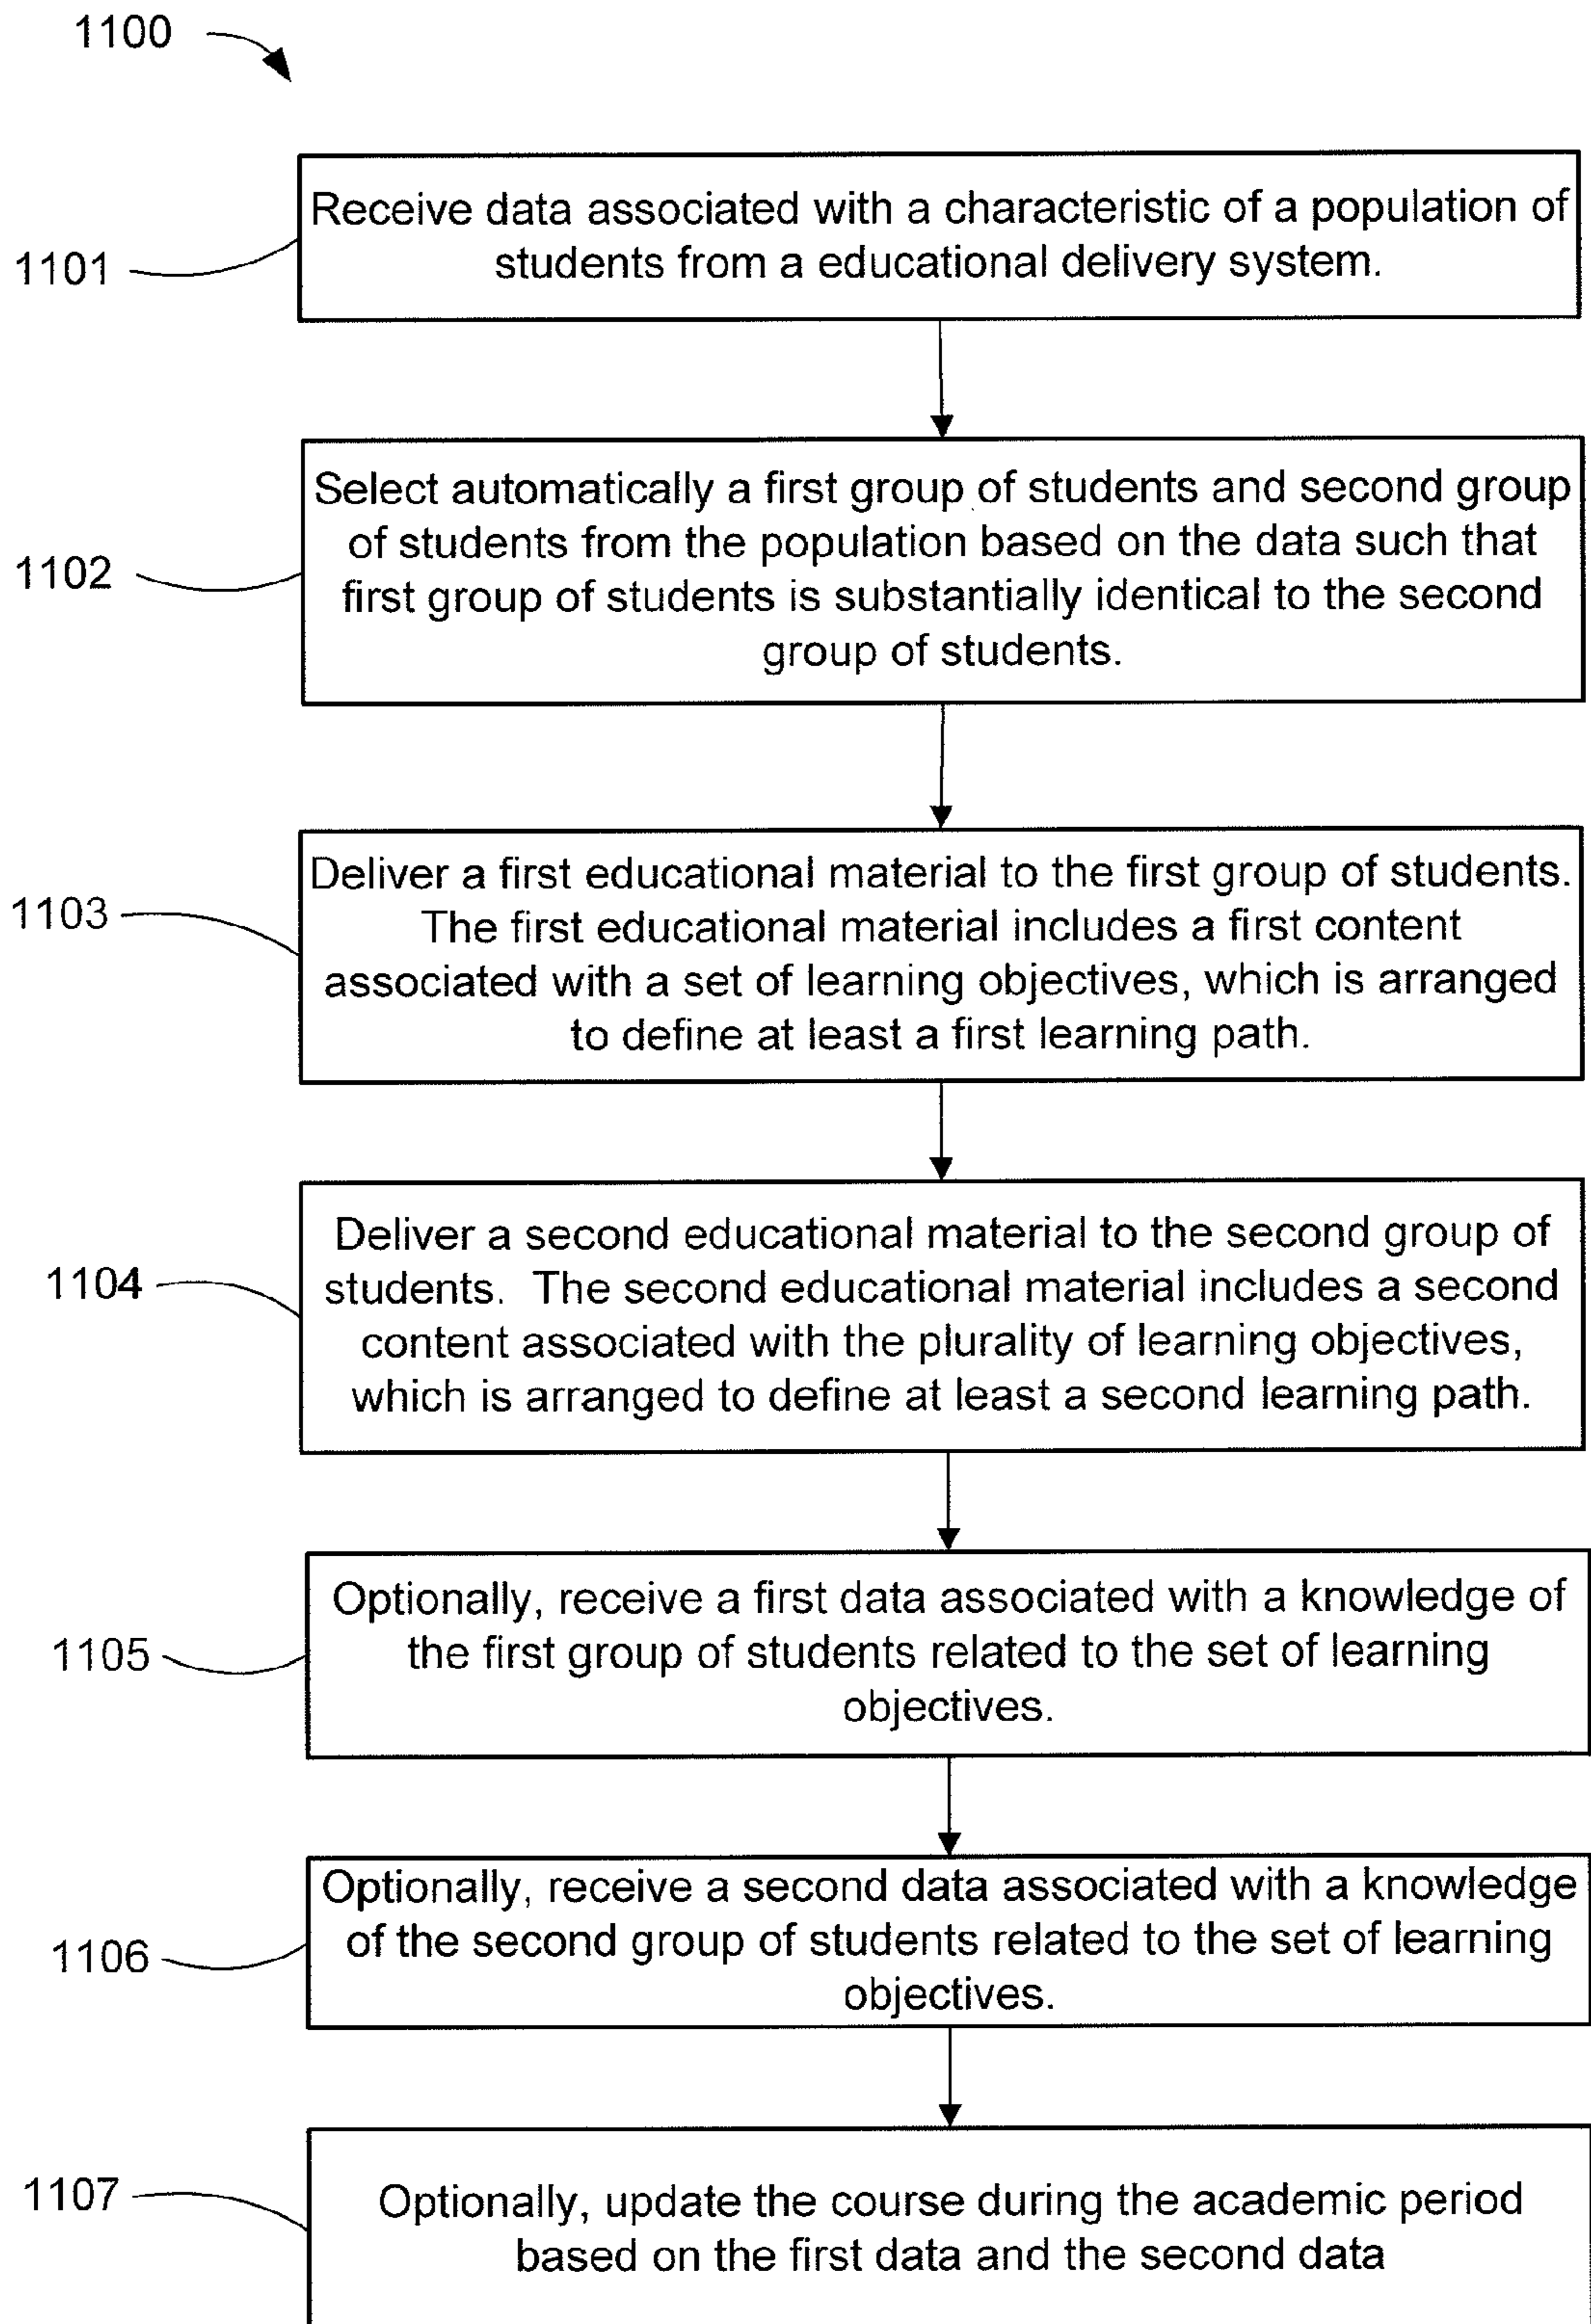 1100
1101
Receive data associated with a characteristic of a population of
students from a educational delivery system.
1102
Select automatically a first group of students and second group
of students from the population based on the data such that
first group of students is substantially identical to the second
group of students.
1103
Deliver a first educational material to the first group of students.
The first educational material includes a first content
associated with a set of learning objectives, which is arranged
to define at least a first learning path.
1104
Deliver a second educational material to the second group of
students. The second educational material includes a second
content associated with the plurality of learning objectives,
which is arranged to define at least a second learning path.
1105
Optionally, receive a first data associated with a knowledge of
the first group of students related to the set of learning
objectives.
1106
Optionally, receive a second data associated with a knowledge
of the second group of students related to the set of learning
objectives.
1107
Optionally, update the course during the academic period
based on the first data and the second data